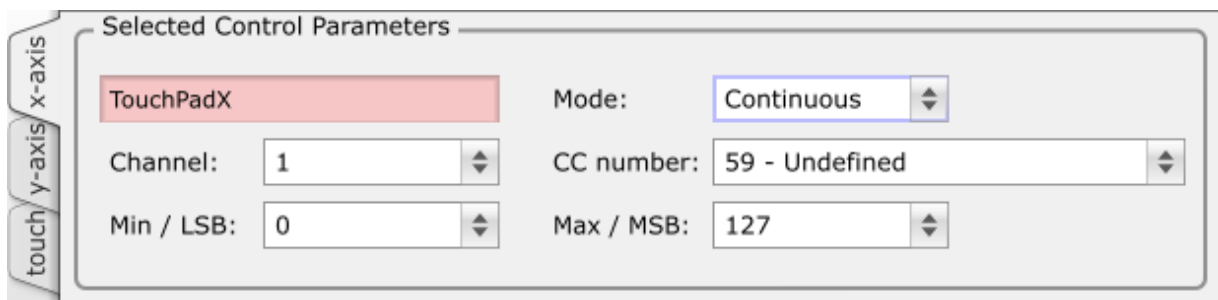 Selected Control Parameters
x-axis
y-axis
touch
TouchPadX
Mode: Continuous
Channel: 1
CC number: 59 - Undefined
Min / LSB: 0
Max / MSB: 127